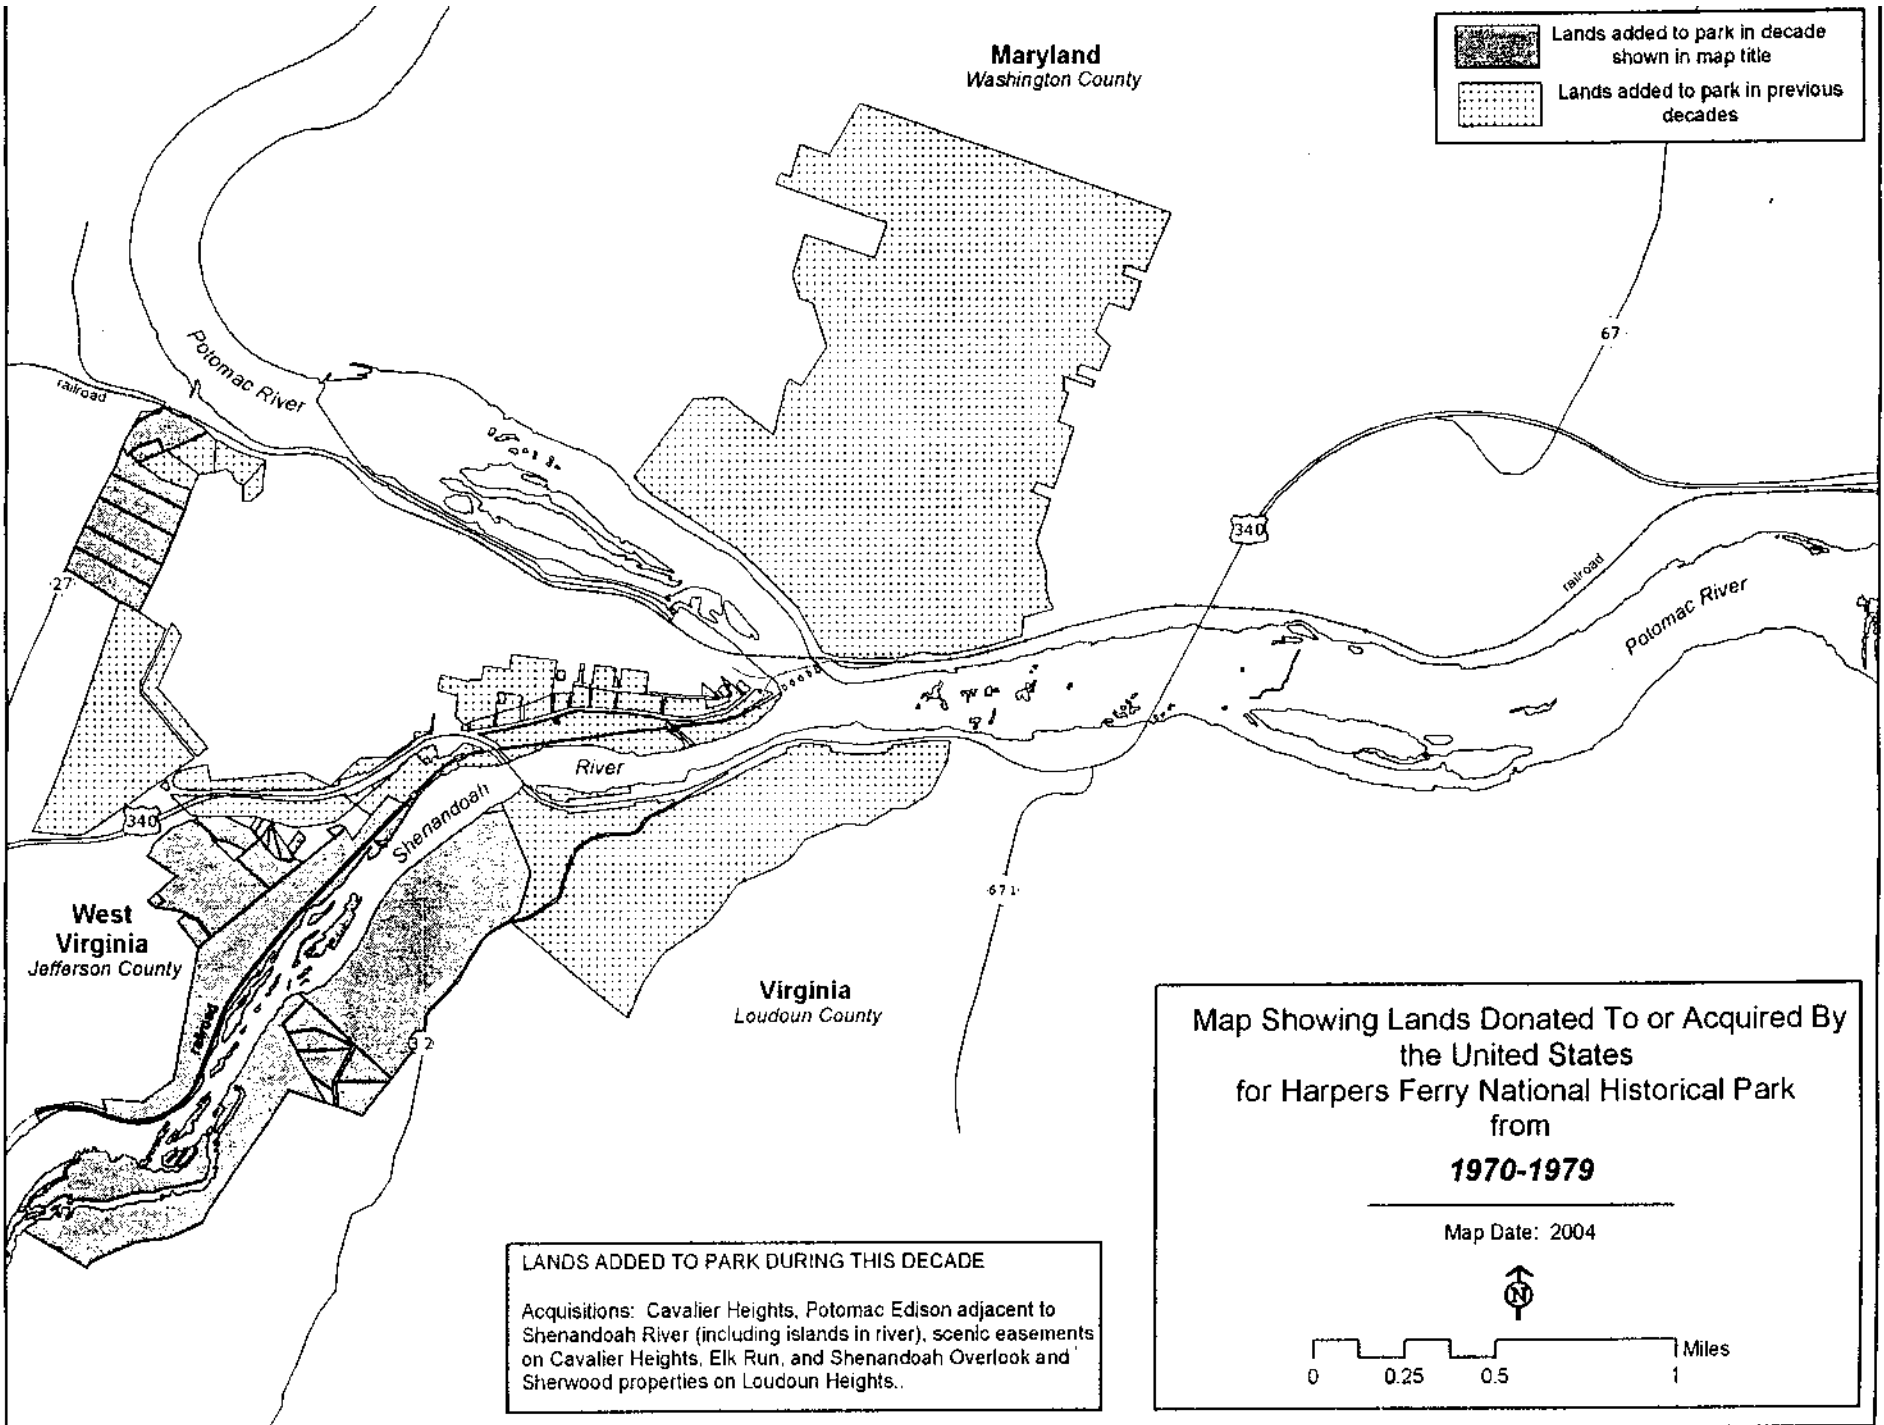 Maryland
Washington County
Lands added to park in decade
shown in map title
Lands added to park in previous
decades
67
Potomac River
railroad
340
railroad
Potomac River
27
River
Shenandoah
340
671
West
Virginia
Jefferson County
Virginia
Loudoun County
railroad
32
Map Showing Lands Donated To or Acquired By
the United States
for Harpers Ferry National Historical Park
from
1970-1979
Map Date: 2004
N
Miles
0 0.25 0.5 1
LANDS ADDED TO PARK DURING THIS DECADE
Acquisitions: Cavalier Heights, Potomac Edison adjacent to
Shenandoah River (including islands in river), scenic easements
on Cavalier Heights, Elk Run, and Shenandoah Overlook and
Sherwood properties on Loudoun Heights..